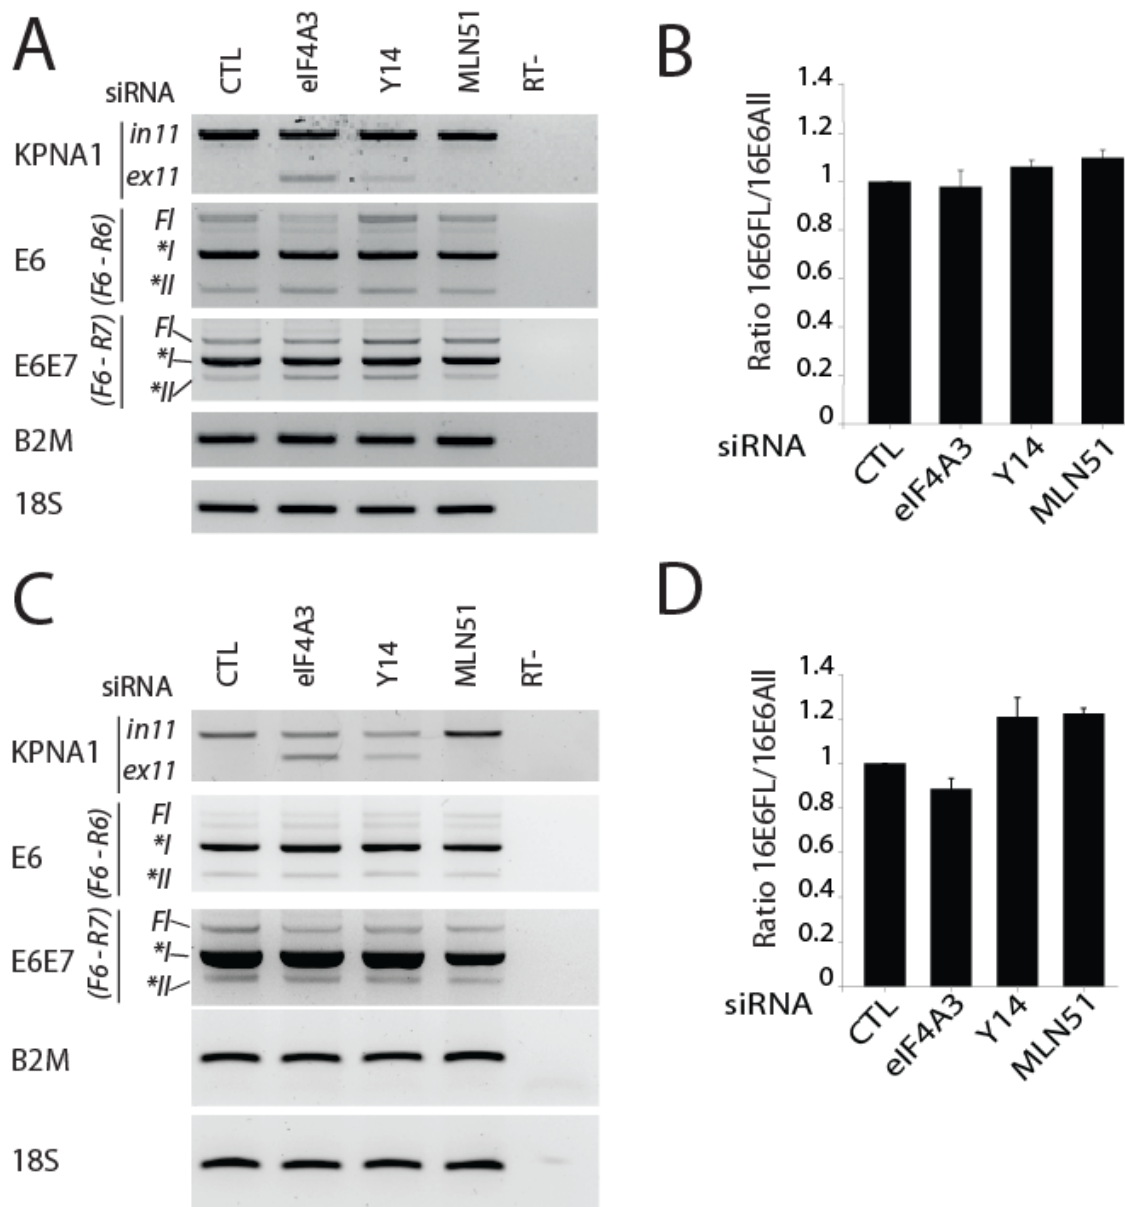 A
siRNA CTL eIF4A3 Y14 MLN51 RT-
KPNA1 in11
ex11
E6 (F6 - R6) Fl
*I
*II
E6E7 (F6 - R7) Fl
*I
*II
B2M
18S
B
Ratio 16E6FL/16E6All
1.4
1.2
1
0.8
0.6
0.4
0.2
0
siRNA CTL eIF4A3 Y14 MLN51
C
siRNA CTL eIF4A3 Y14 MLN51 RT-
KPNA1 in11
ex11
E6 (F6 - R6) Fl
*I
*II
E6E7 (F6 - R7) Fl
*I
*II
B2M
18S
D
Ratio 16E6FL/16E6All
1.4
1.2
1
0.8
0.6
0.4
0.2
0
siRNA CTL eIF4A3 Y14 MLN51